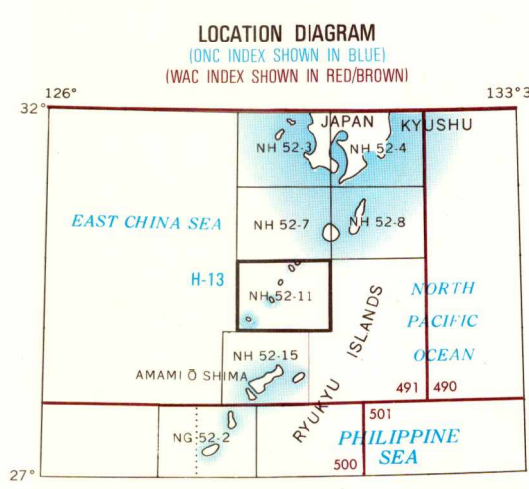 LOCATION DIAGRAM
(ONC INDEX SHOWN IN BLUE)
(WAC INDEX SHOWN IN RED/BROWN)
126°
133°3
32°
JAPAN
KYUSHU
NH 52-3
NH 52-4
EAST CHINA SEA
NH 52-7
NH 52-8
H-13
NH 52-11
NORTH
PACIFIC
OCEAN
RYUKYU ISLANDS
NH 52-15
AMAMI Ō SHIMA
491
490
501
NG 52-2
PHILIPPINE
SEA
500
27°